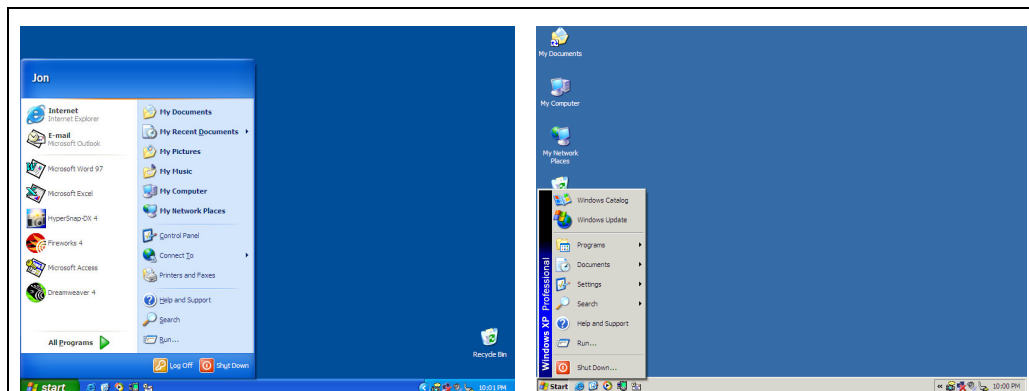 Jon
Internet
Internet Explorer
E-mail
Microsoft Outlook
Microsoft Word 97
Microsoft Excel
HyperSnap-DX 4
Fireworks 4
Microsoft Access
Dreamweaver 4
All Programs
My Documents
My Recent Documents
My Pictures
My Music
My Computer
My Network Places
Control Panel
Connect To
Printers and Faxes
Help and Support
Search
Run...
Log Off
Shut Down
Recycle Bin
start
10:01 PM
My Documents
My Computer
My Network
Places
Windows XP Professional
Windows Catalog
Windows Update
Programs
Documents
Settings
Search
Help and Support
Run...
Shut Down...
Start
10:00 PM